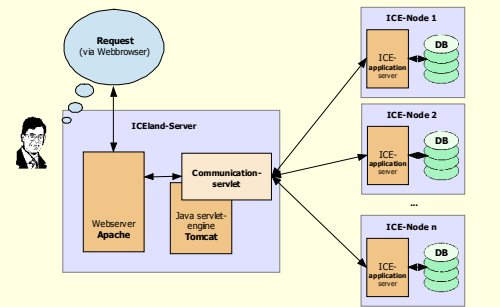 Request
(via Webbrowser)
ICEland-Server
Communication-
servlet
Webserver
Apache
Java servlet-
engine
Tomcat
ICE-Node 1
ICE-
application
server
DB
ICE-Node 2
ICE-
application
server
DB
...
ICE-Node n
ICE-
application
server
DB